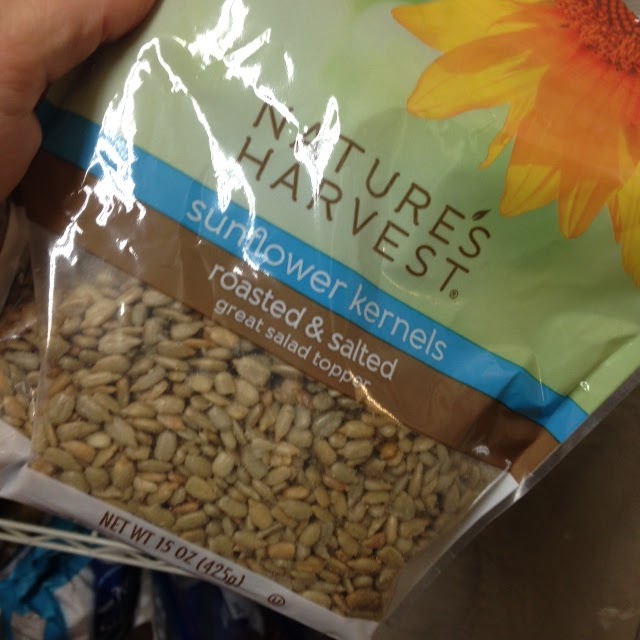 NATURE'S
HARVEST®
sunflower kernels
roasted & salted
great salad topper
NET WT 15 OZ (425g)